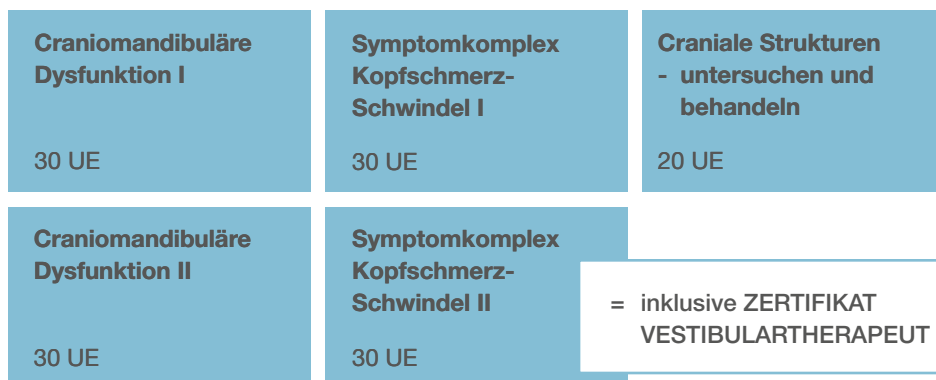 Craniomandibuläre
Dysfunktion I
30 UE
Symptomkomplex
Kopfschmerz-
Schwindel I
30 UE
Craniale Strukturen
- untersuchen und
behandeln
20 UE
Craniomandibuläre
Dysfunktion II
30 UE
Symptomkomplex
Kopfschmerz-
Schwindel II
30 UE
= inklusive ZERTIFIKAT
VESTIBULARTHERAPEUT